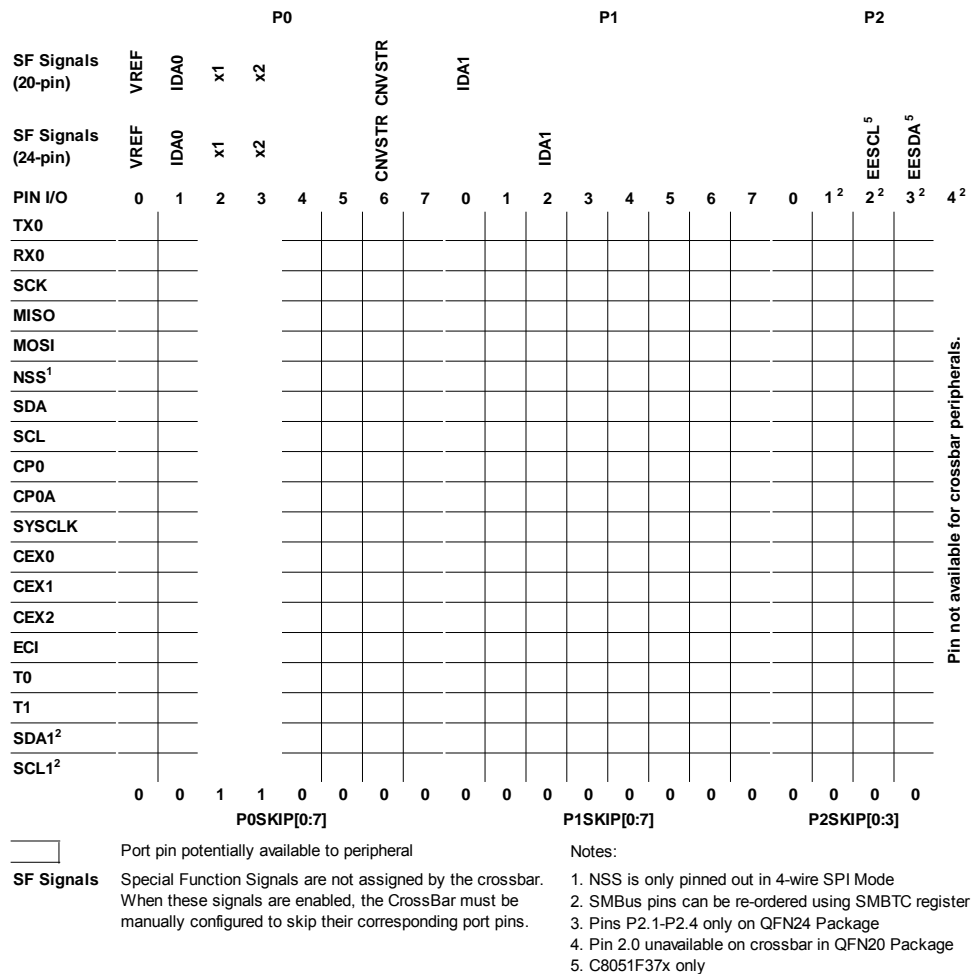 P0 P1 P2
SF Signals
(20-pin)
VREF IDA0 x1 x2 CNVSTR IDA1
SF Signals
(24-pin)
VREF IDA0 x1 x2 CNVSTR IDA1 EESCL5 EESDA5
PIN I/O 0 1 2 3 4 5 6 7 0 1 2 3 4 5 6 7 0 1 2 2 2 3 2 4 2
TX0
RX0
SCK
MISO
MOSI
NSS1
SDA
SCL
CP0
CP0A
SYSCLK
CEX0
CEX1
CEX2
ECI
T0
T1
SDA12
SCL12
Pin not available for crossbar peripherals.
0 0 1 1 0 0 0 0 0 0 0 0 0 0 0 0 0 0 0 0
P0SKIP[0:7] P1SKIP[0:7] P2SKIP[0:3]
Port pin potentially available to peripheral
SF Signals Special Function Signals are not assigned by the crossbar.
When these signals are enabled, the CrossBar must be
manually configured to skip their corresponding port pins.
Notes:
1. NSS is only pinned out in 4-wire SPI Mode
2. SMBus pins can be re-ordered using SMBTC register
3. Pins P2.1-P2.4 only on QFN24 Package
4. Pin 2.0 unavailable on crossbar in QFN20 Package
5. C8051F37x only